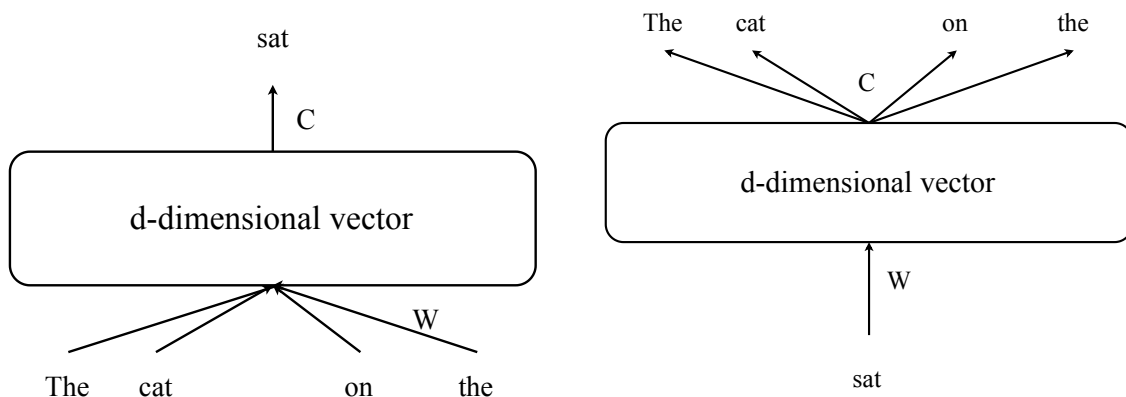 sat
C
d-dimensional vector
W
The cat on the
The cat on the
C
d-dimensional vector
W
sat